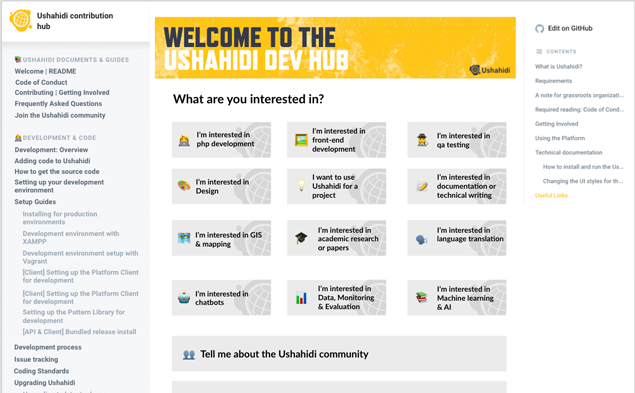 Ushahidi contribution
hub
USHAHIDI DOCUMENTS & GUIDES
Welcome | README
Code of Conduct
Contributing | Getting Involved
Frequently Asked Questions
Join the Ushahidi community
DEVELOPMENT & CODE
Development: Overview
Adding code to Ushahidi
How to get the source code
Setting up your development
environment
Setup Guides
Installing for production
environments
Development environment with
XAMPP
Development environment setup with
Vagrant
[Client] Setting up the Platform Client
for development
[Client] Setting up the Platform Client
for development
Setting up the Pattern Library for
development
[API & Client] Bundled release install
Development process
Issue tracking
Coding Standards
Upgrading Ushahidi
WELCOME TO THE
USHAHIDI DEV HUB
Ushahidi
What are you interested in?
I'm interested in
php development
I'm interested in
front-end
development
I'm interested in
qa testing
I'm interested in
Design
I want to use
Ushahidi for a
project
I'm interested in
documentation or
technical writing
I'm interested in GIS
& mapping
I'm interested in
academic research
or papers
I'm interested in
language translation
I'm interested in
chatbots
I'm interested in
Data, Monitoring
& Evaluation
I'm interested in
Machine learning
& AI
Tell me about the Ushahidi community
Edit on GitHub
CONTENTS
What is Ushahidi?
Requirements
A note for grassroots organizati...
Required reading: Code of Cond...
Getting Involved
Using the Platform
Technical documentation
How to install and run the Us...
Changing the UI styles for th...
Useful Links